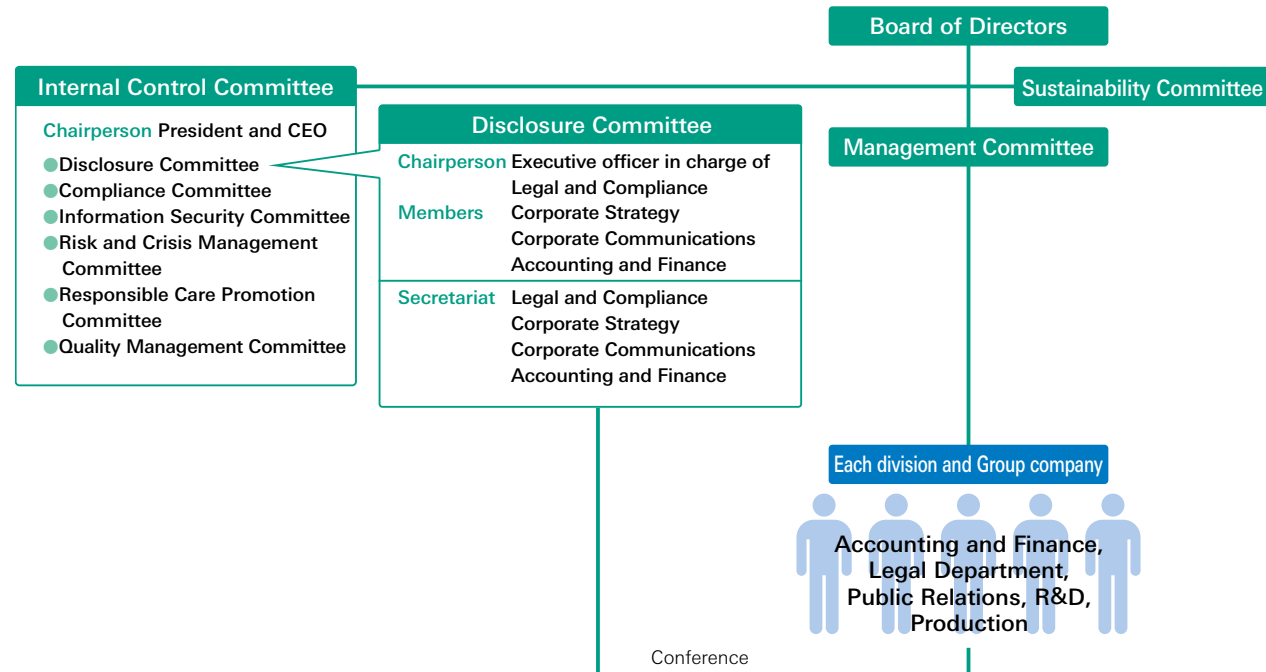 Board of Directors
Internal Control Committee
Sustainability Committee
Chairperson President and CEO
●Disclosure Committee
●Compliance Committee
●Information Security Committee
●Risk and Crisis Management
Committee
●Responsible Care Promotion
Committee
●Quality Management Committee
Disclosure Committee
Chairperson Executive officer in charge of
Legal and Compliance
Members Corporate Strategy
Corporate Communications
Accounting and Finance
Secretariat Legal and Compliance
Corporate Strategy
Corporate Communications
Accounting and Finance
Management Committee
Each division and Group company
Accounting and Finance,
Legal Department,
Public Relations, R&D,
Production
Conference